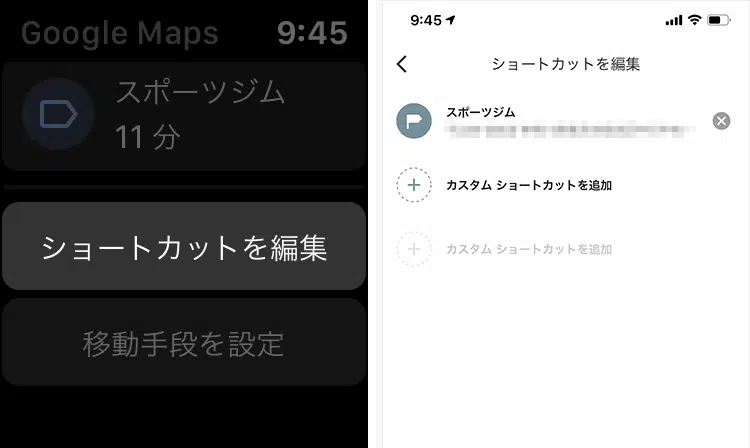 Google Maps 9:45
スポーツジム
11 分
ショートカットを編集
移動手段を設定
9:45
ショートカットを編集
スポーツジム
カスタム ショートカットを追加
カスタム ショートカットを追加